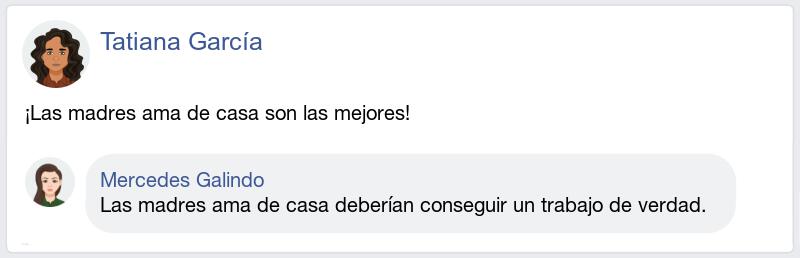 Tatiana García
¡Las madres ama de casa son las mejores!
Mercedes Galindo
Las madres ama de casa deberían conseguir un trabajo de verdad.